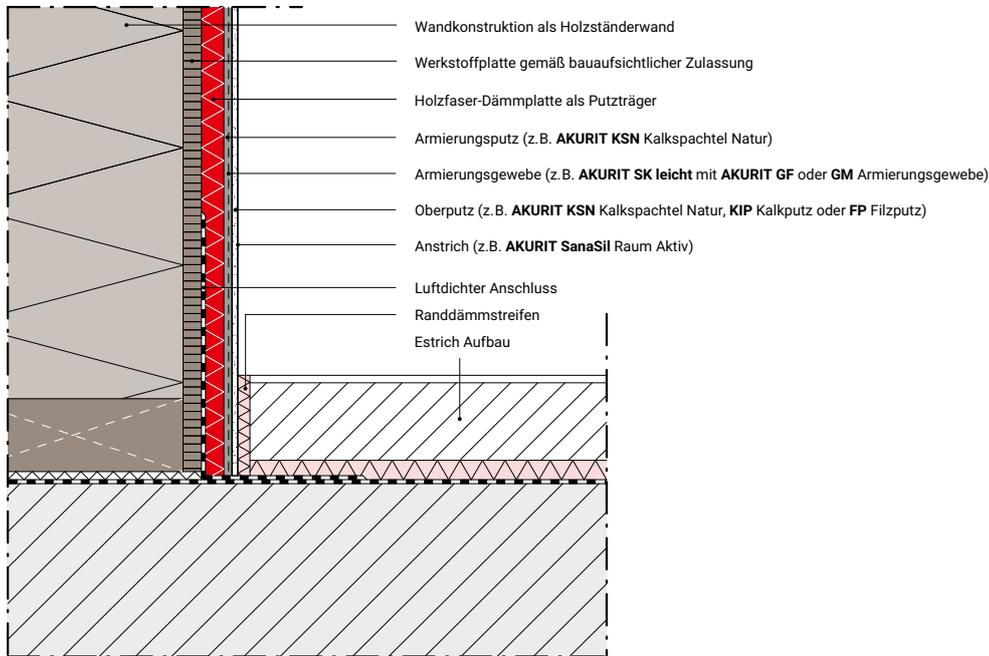 Wandkonstruktion als Holzständerwand
Werkstoffplatte gemäß bauaufsichtlicher Zulassung
Holzfaser-Dämmplatte als Putzträger
Armierungsputz (z.B. AKURIT KSN Kalkspachtel Natur)
Armierungsgewebe (z.B. AKURIT SK leicht mit AKURIT GF oder GM Armierungsgewebe)
Oberputz (z.B. AKURIT KSN Kalkspachtel Natur, KIP Kalkputz oder FP Filzputz)
Anstrich (z.B. AKURIT SanaSil Raum Aktiv)
Luftdichter Anschluss
Randdämmstreifen
Estrich Aufbau